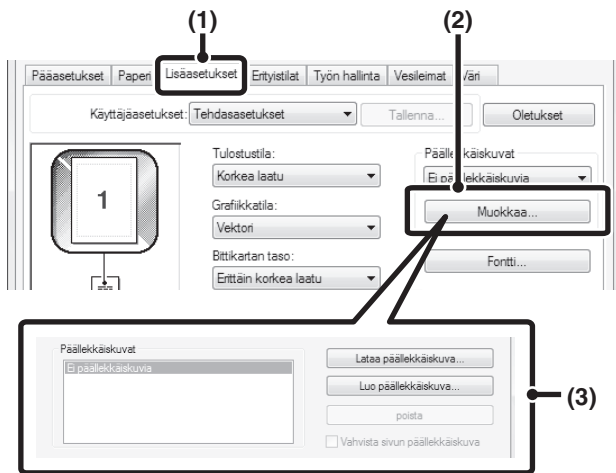 (1)
(2)
Pääasetukset Paperi Lisäasetukset Erityistilat Työn hallinta Vesileimat Väri
Käyttäjäasetukset: Tehdasasetukset Tallenna... Oletukset
Tulostustila: Päällekkäiskuvat
Korkea laatu Ei päällekkäiskuvia
1
Grafiikkatila: Muokkaa...
Vektori
Bittikartan taso:
Erittäin korkea laatu Fontti...
Päällekkäiskuvat
Ei päällekkäiskuvia
Lataa päällekkäiskuva...
Luo päällekkäiskuva...
poista
Vahvista sivun päällekkäiskuva
(3)